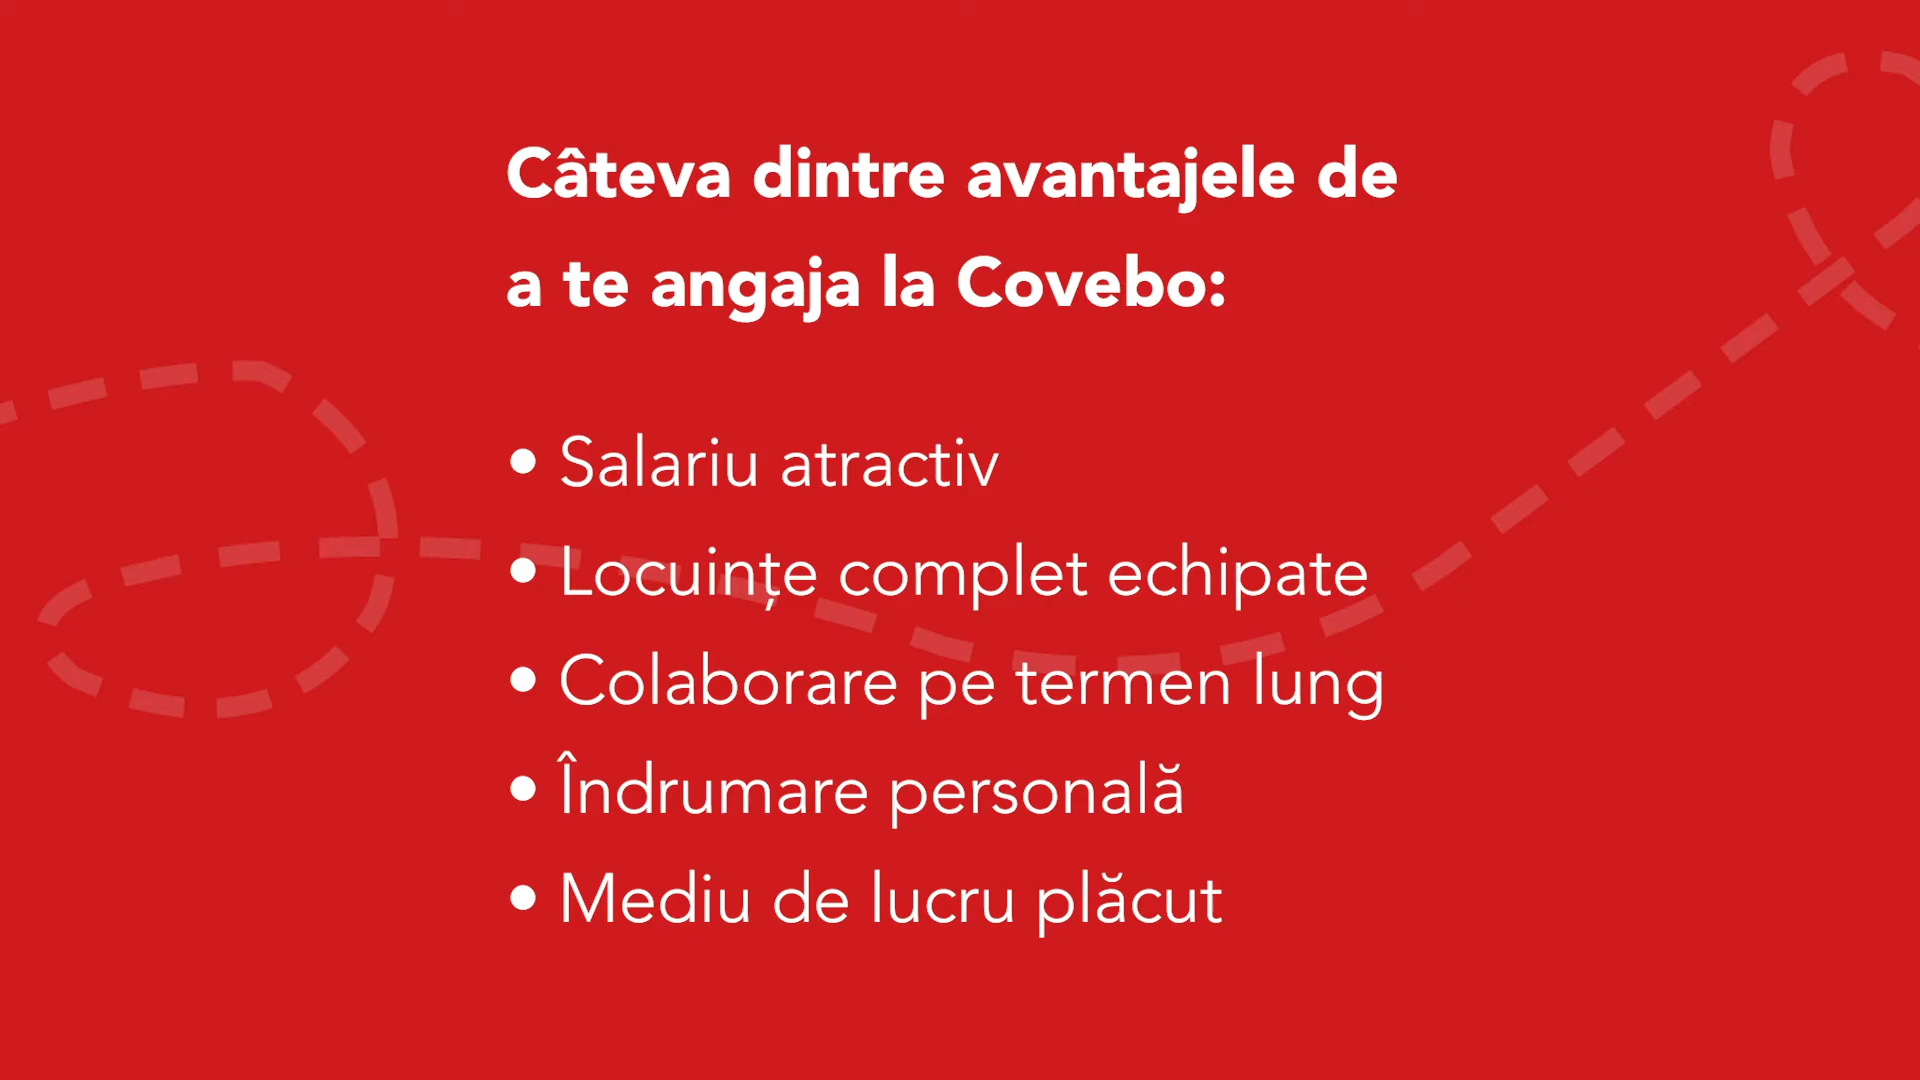 Câteva dintre avantajele de
a te angaja la Covebo:
• Salariu atractiv
• Locuințe complet echipate
• Colaborare pe termen lung
• Îndrumare personală
• Mediu de lucru plăcut